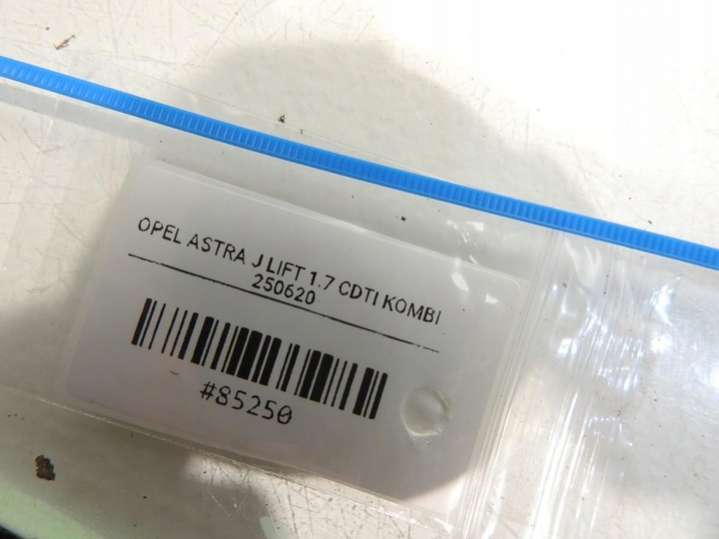 OPEL ASTRA J LIFT 1.7 CDTI KOMBI
250620
#85250